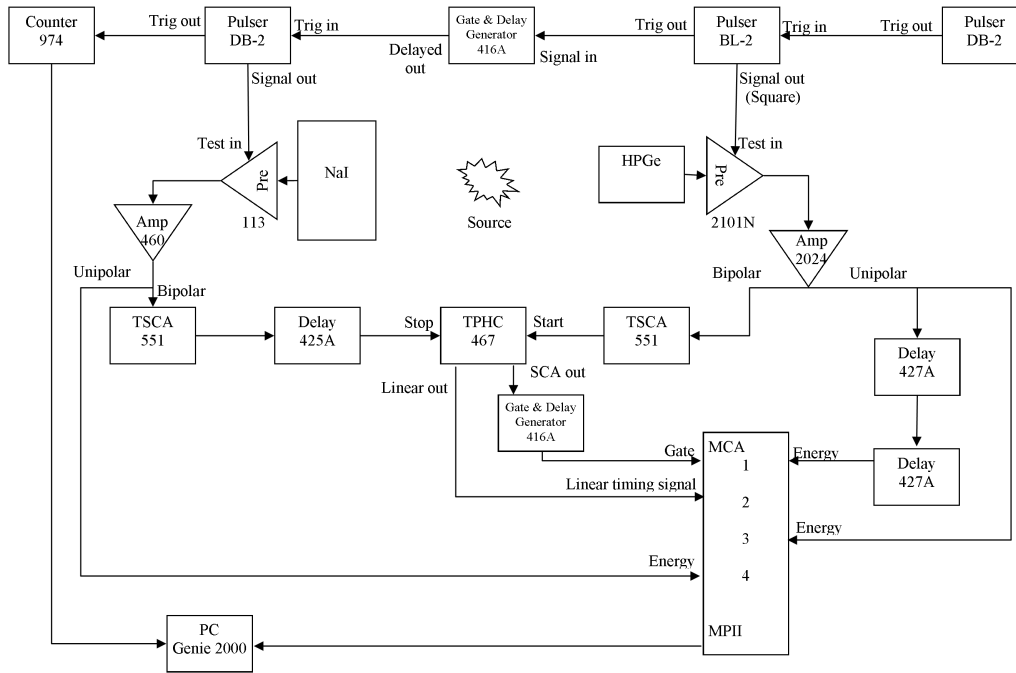 Counter
974
Trig out
Pulser
DB-2
Trig in
Gate & Delay
Generator
416A
Delayed
out
Signal in
Trig out
Pulser
BL-2
Trig in
Trig out
Pulser
DB-2
Signal out
Signal out
(Square)
Test in
Pre
113
NaI
Source
HPGe
Test in
Pre
2101N
Amp
460
Amp
2024
Unipolar
Bipolar
Bipolar
Unipolar
TSCA
551
Delay
425A
Stop
TPHC
467
Start
TSCA
551
Linear out
SCA out
Gate & Delay
Generator
416A
Delay
427A
Delay
427A
Gate
Linear timing signal
Energy
MCA
1
2
3
4
MPII
Energy
Energy
PC
Genie 2000